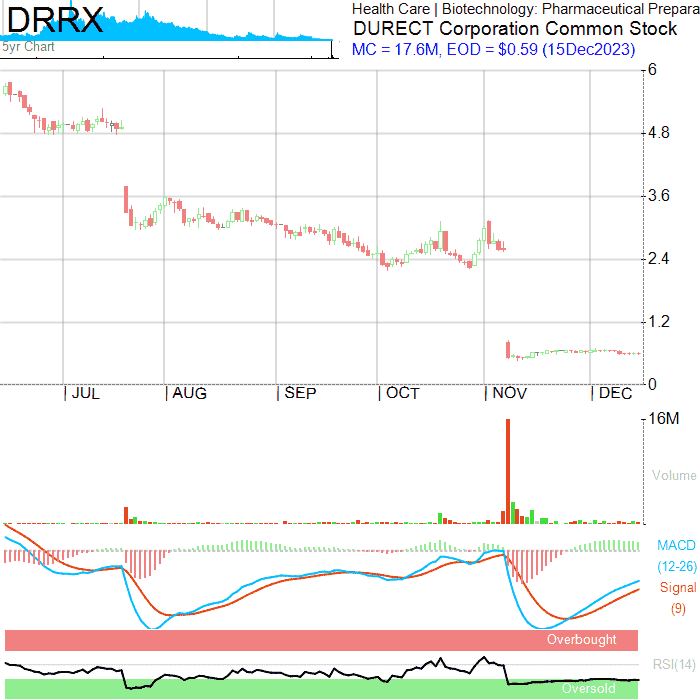 DRRX
5yr Chart
Health Care | Biotechnology: Pharmaceutical Prepara
DURECT Corporation Common Stock
MC = 17.6M, EOD = $0.59 (15Dec2023)
6
4.8
3.6
2.4
1.2
0
JUL
AUG
SEP
OCT
NOV
DEC
16M
Volume
MACD
(12-26)
Signal
(9)
Overbought
RSI(14)
Oversold